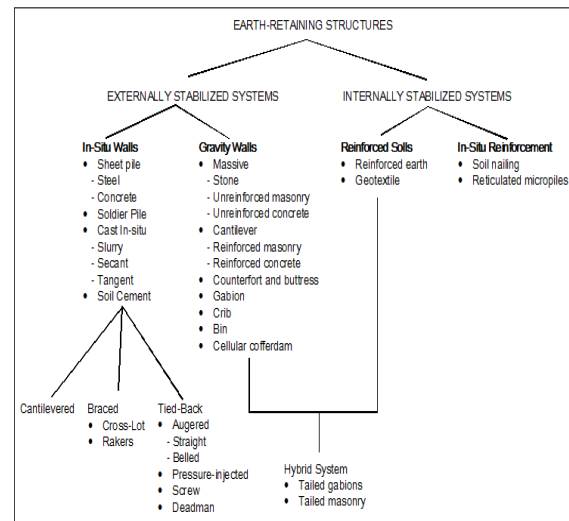 EARTH-RETAINING STRUCTURES
EXTERNALLY STABILIZED SYSTEMS
INTERNALLY STABILIZED SYSTEMS
In-Situ Walls
• Sheet pile
- Steel
- Concrete
• Soldier Pile
• Cast In-situ
- Slurry
- Secant
- Tangent
• Soil Cement
Gravity Walls
• Massive
- Stone
- Unreinforced masonry
- Unreinforced concrete
• Cantilever
- Reinforced masonry
- Reinforced concrete
• Counterfort and buttress
• Gabion
• Crib
• Bin
• Cellular cofferdam
Reinforced Soils
• Reinforced earth
• Geotextile
In-Situ Reinforcement
• Soil nailing
• Reticulated micropiles
Cantilevered
Braced
• Cross-Lot
• Rakers
Tied-Back
• Augered
- Straight
- Belled
• Pressure-injected
• Screw
• Deadman
Hybrid System
• Tailed gabions
• Tailed masonry